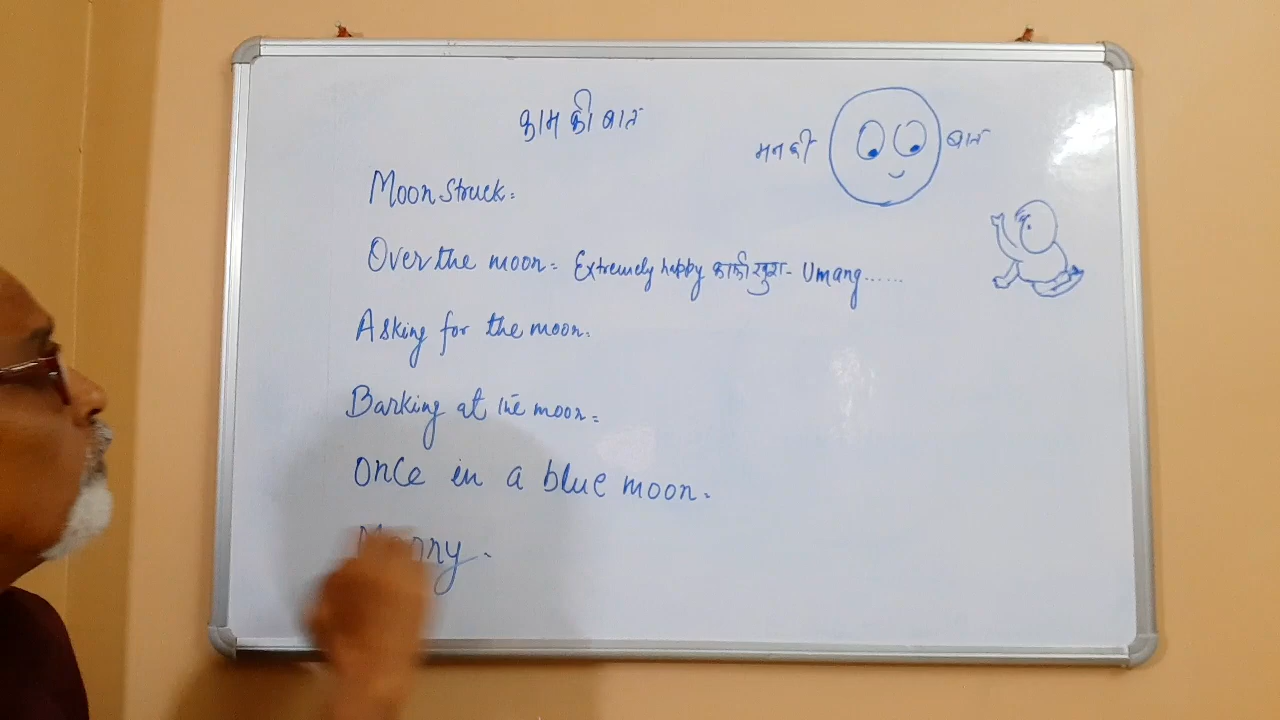 काम की बात
मन की बात
Moon struck =
Over the moon = Extremely happy काफी खुश - Umang......
Asking for the moon =
Barking at the moon =
Once in a blue moon =
Moony =